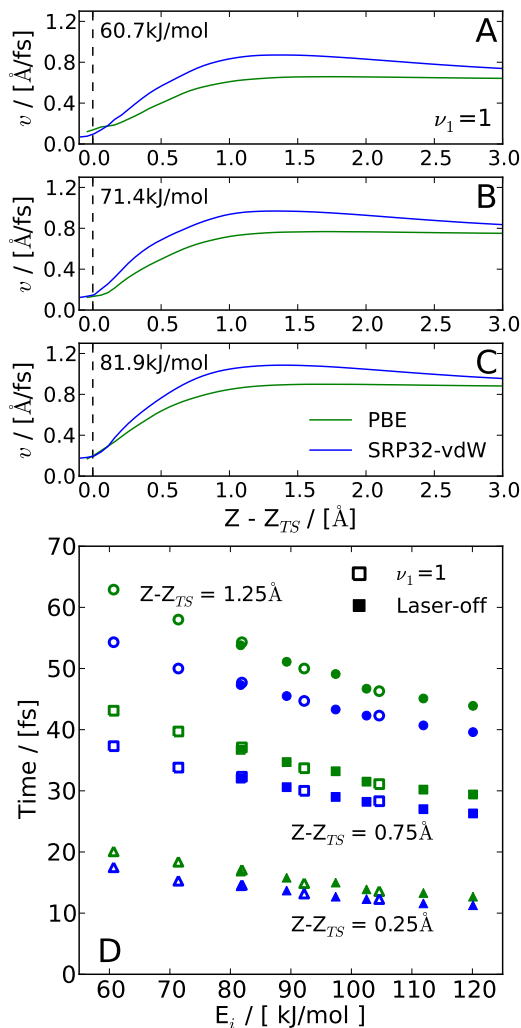 60.7kJ/mol
A
ν₁=1
v / [Å/fs]
0.0
0.4
0.8
1.2
0.0 0.5 1.0 1.5 2.0 2.5 3.0
71.4kJ/mol
B
v / [Å/fs]
0.0
0.4
0.8
1.2
0.0 0.5 1.0 1.5 2.0 2.5 3.0
81.9kJ/mol
C
v / [Å/fs]
0.0
0.4
0.8
1.2
PBE
SRP32-vdW
0.0 0.5 1.0 1.5 2.0 2.5 3.0
Z - Z_TS / [Å]
70
60
50
40
30
20
10
0
Time / [fs]
Z-Z_TS = 1.25Å
ν₁=1
Laser-off
Z-Z_TS = 0.75Å
Z-Z_TS = 0.25Å
D
60 70 80 90 100 110 120
E_i / [ kJ/mol ]